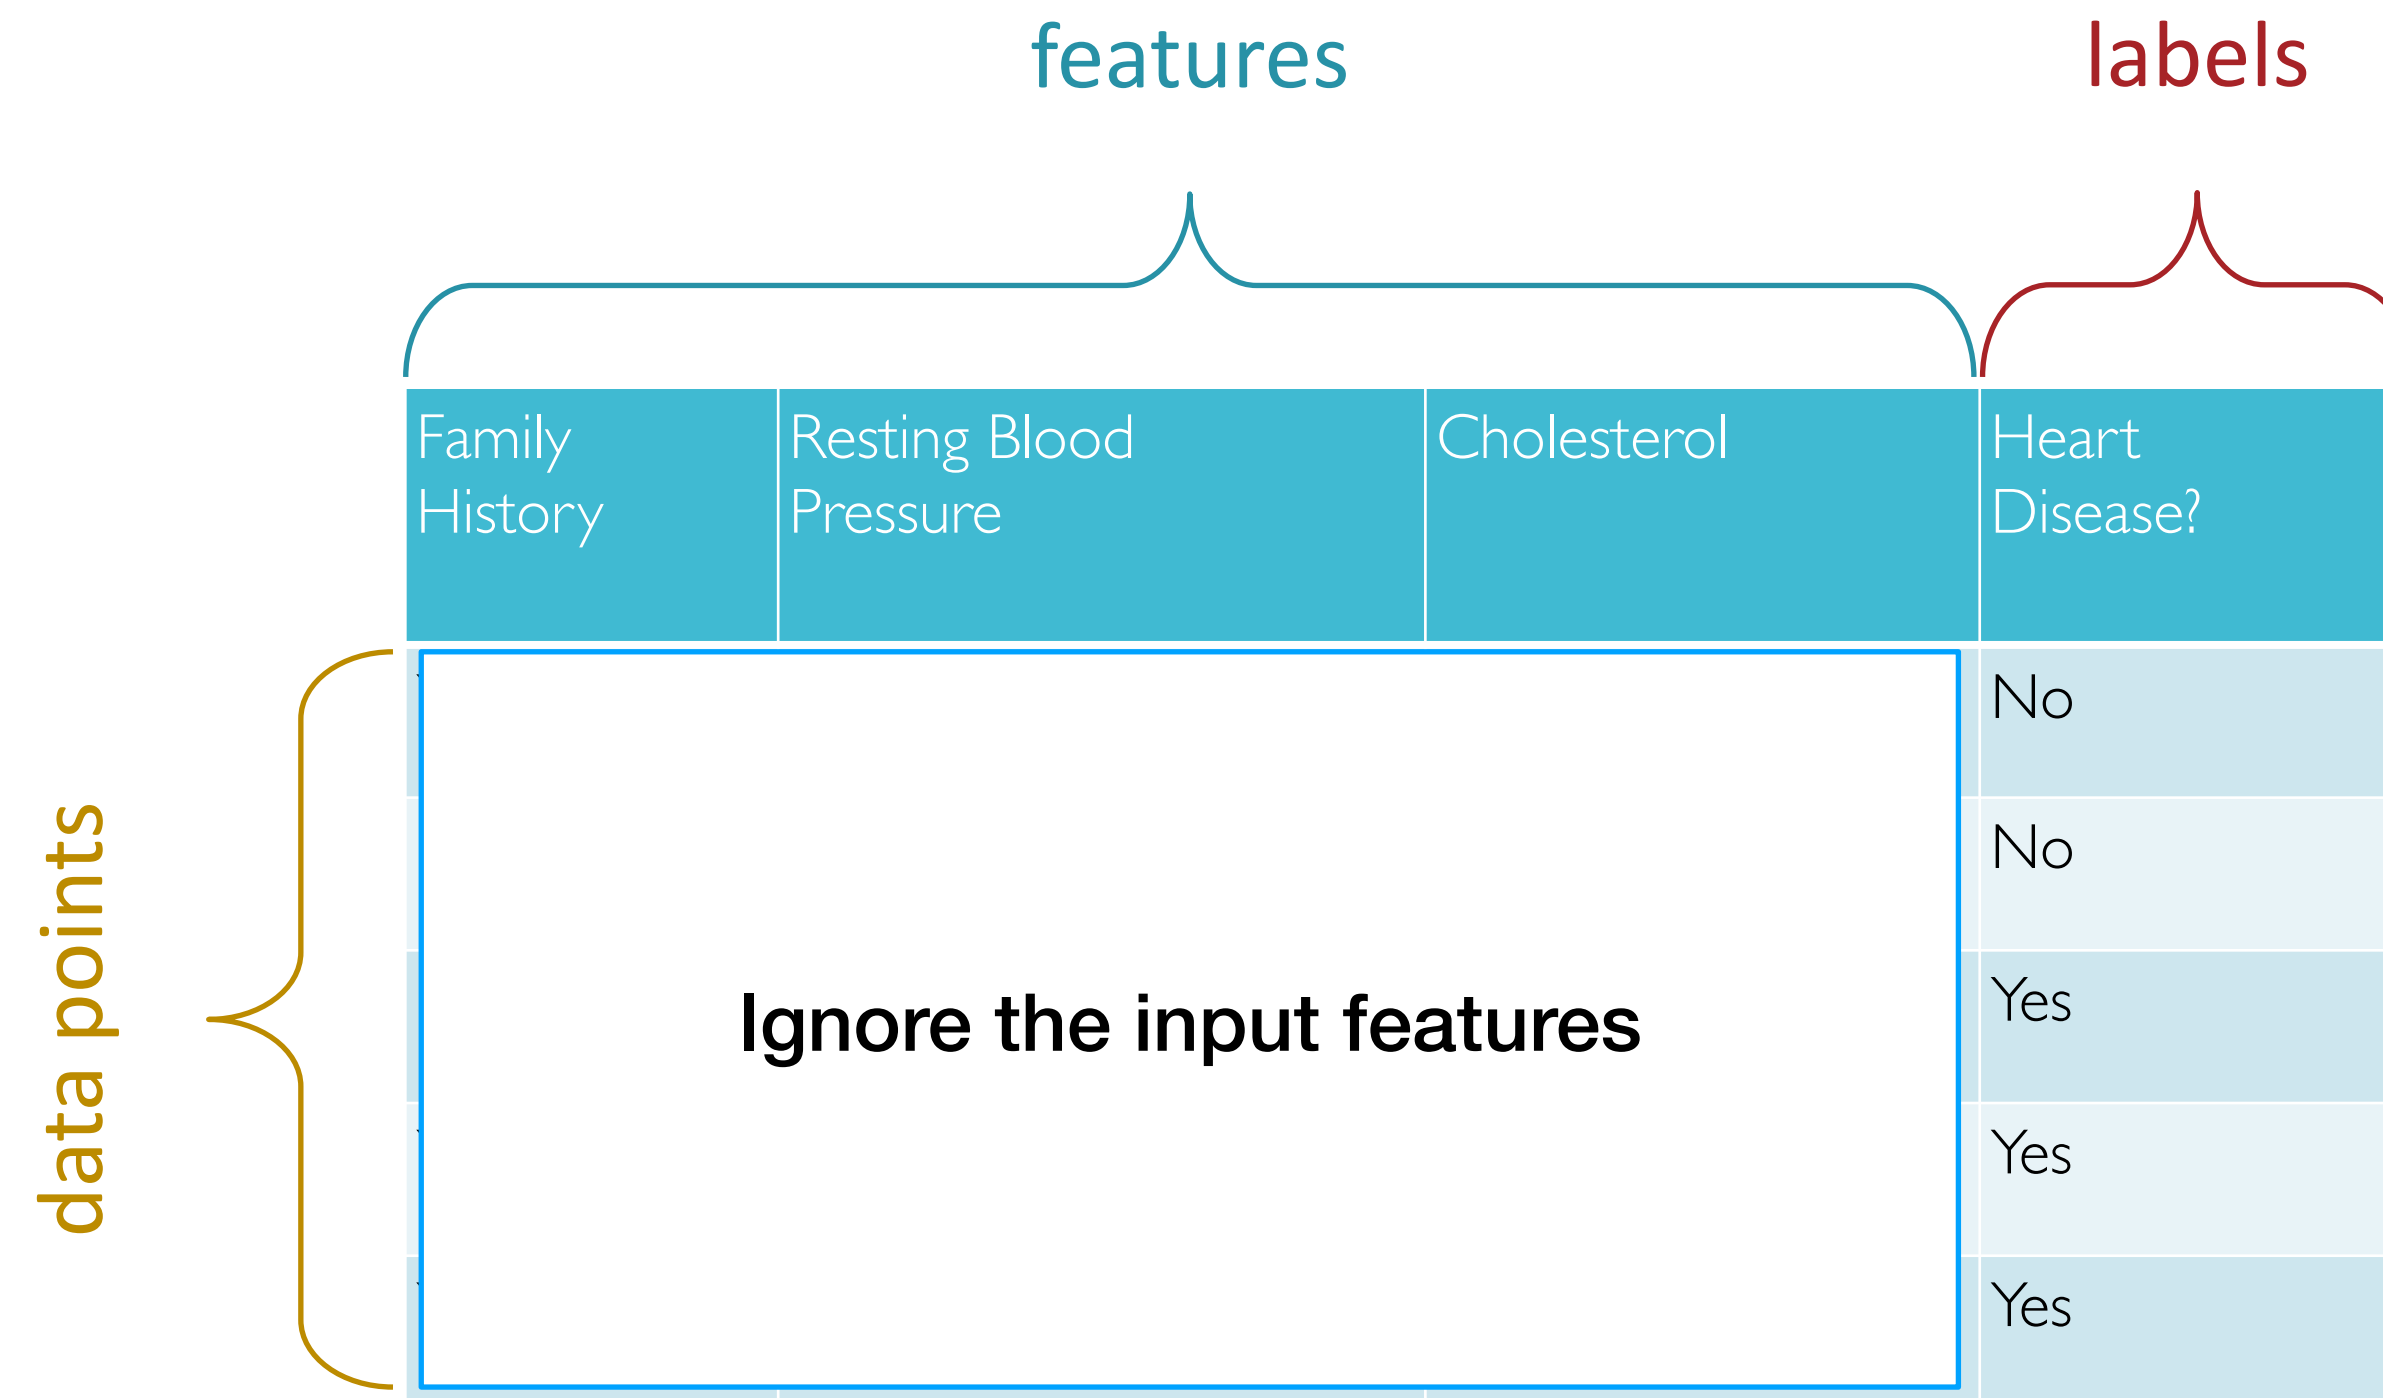 features
labels
Family
History
Resting Blood
Pressure
Cholesterol
Heart
Disease?
data points
No
No
Ignore the input features
Yes
Yes
Yes